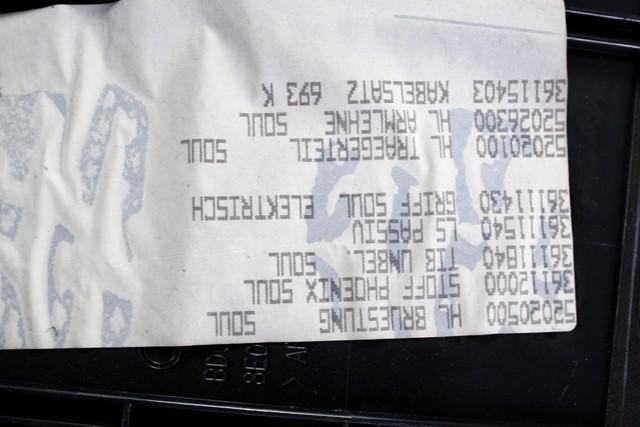 52020500 HL BRUESTUNG SOUL
36112000 STOFF PHOENIX SOUL
36111840 TIB UNBEL. SOUL
36111540 LS PASSIV
36111430 GRIFF SOUL ELEKTRISCH
52020100 HL TRAEGERTEIL SOUL
52026300 HL ARMLEHNE SOUL
36115403 KABELSATZ 693 K